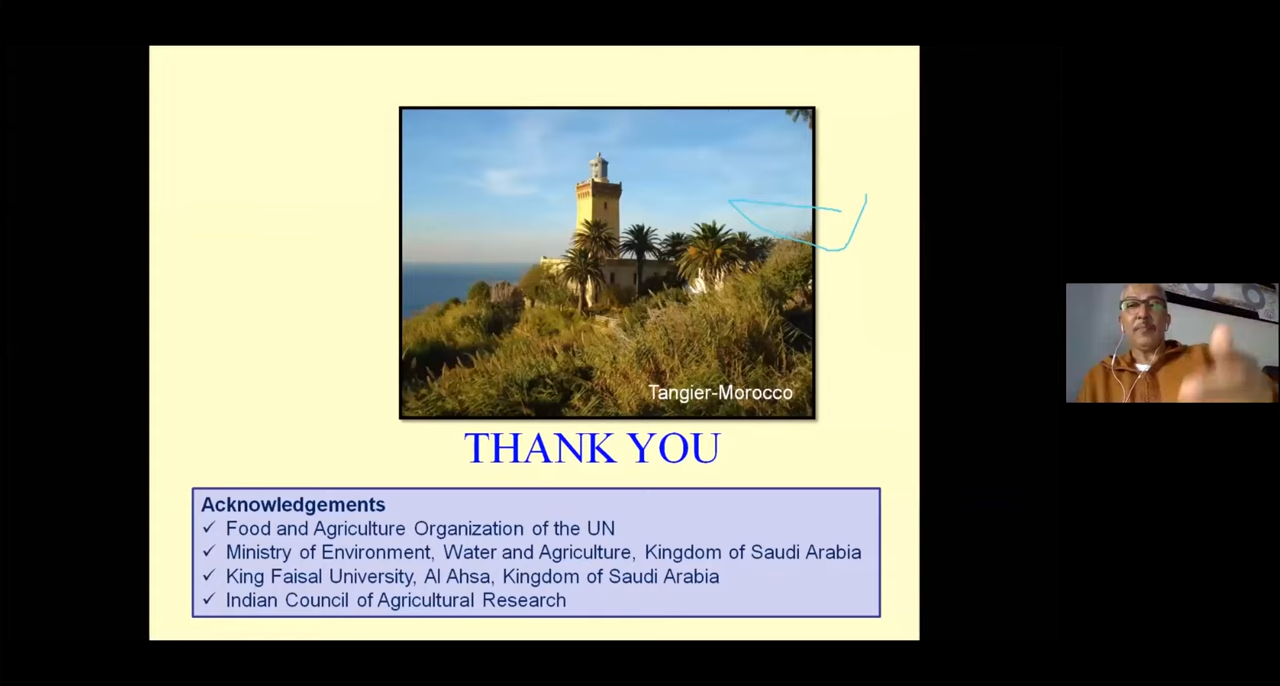 Tangier-Morocco
THANK YOU
Acknowledgements
✓ Food and Agriculture Organization of the UN
✓ Ministry of Environment, Water and Agriculture, Kingdom of Saudi Arabia
✓ King Faisal University, Al Ahsa, Kingdom of Saudi Arabia
✓ Indian Council of Agricultural Research